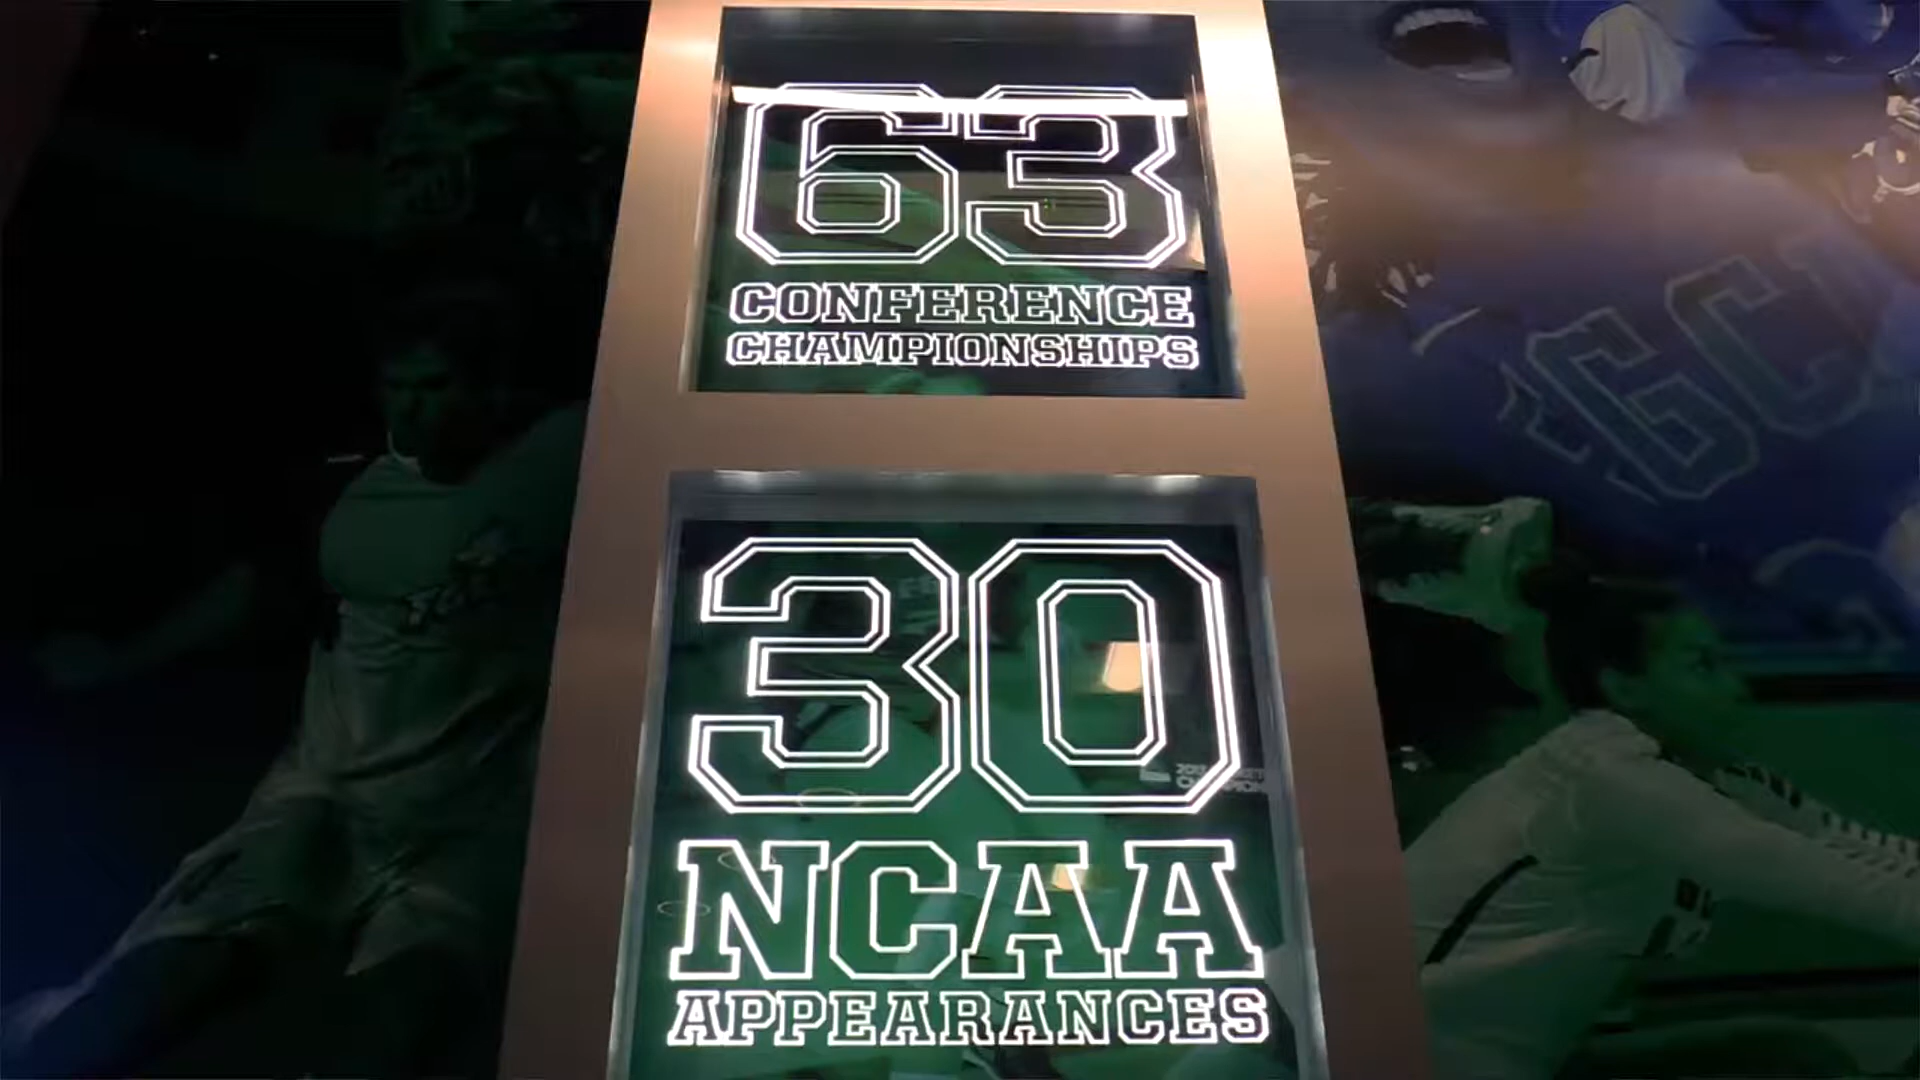 63
CONFERENCE
CHAMPIONSHIPS
30
NCAA
APPEARANCES